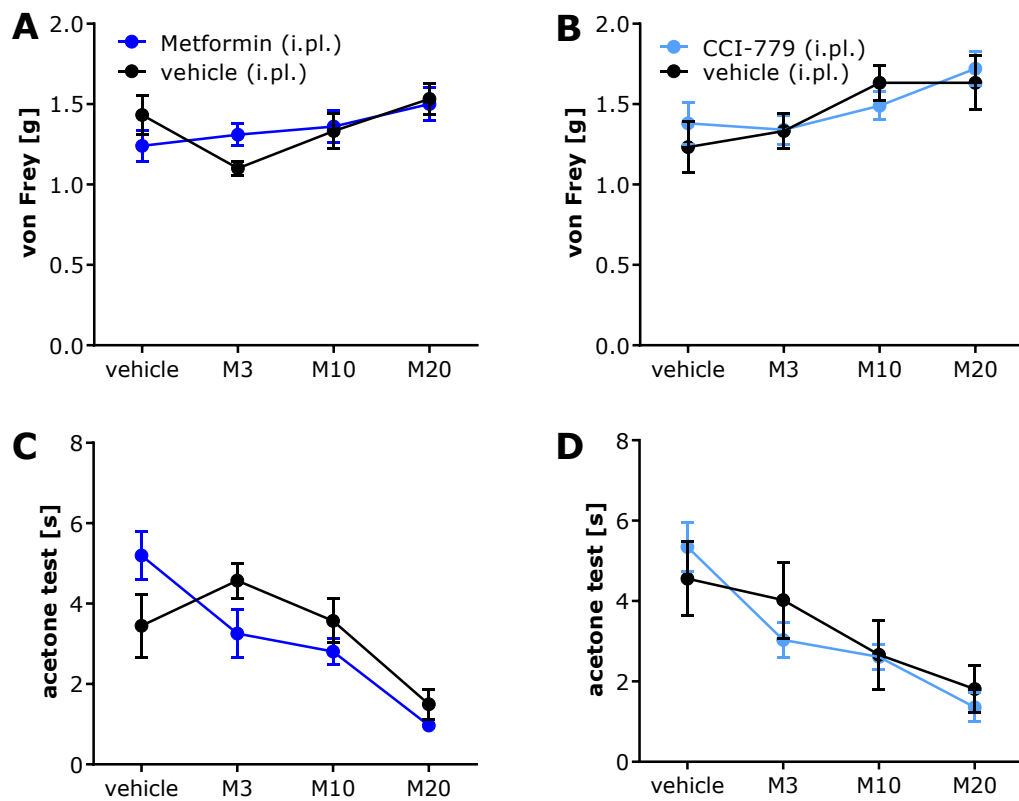 A
Metformin (i.pl.)
vehicle (i.pl.)
von Frey [g]
2.0
1.5
1.0
0.5
0.0
vehicle M3 M10 M20
B
CCI-779 (i.pl.)
vehicle (i.pl.)
von Frey [g]
2.0
1.5
1.0
0.5
0.0
vehicle M3 M10 M20
C
acetone test [s]
8
6
4
2
0
vehicle M3 M10 M20
D
acetone test [s]
8
6
4
2
0
vehicle M3 M10 M20